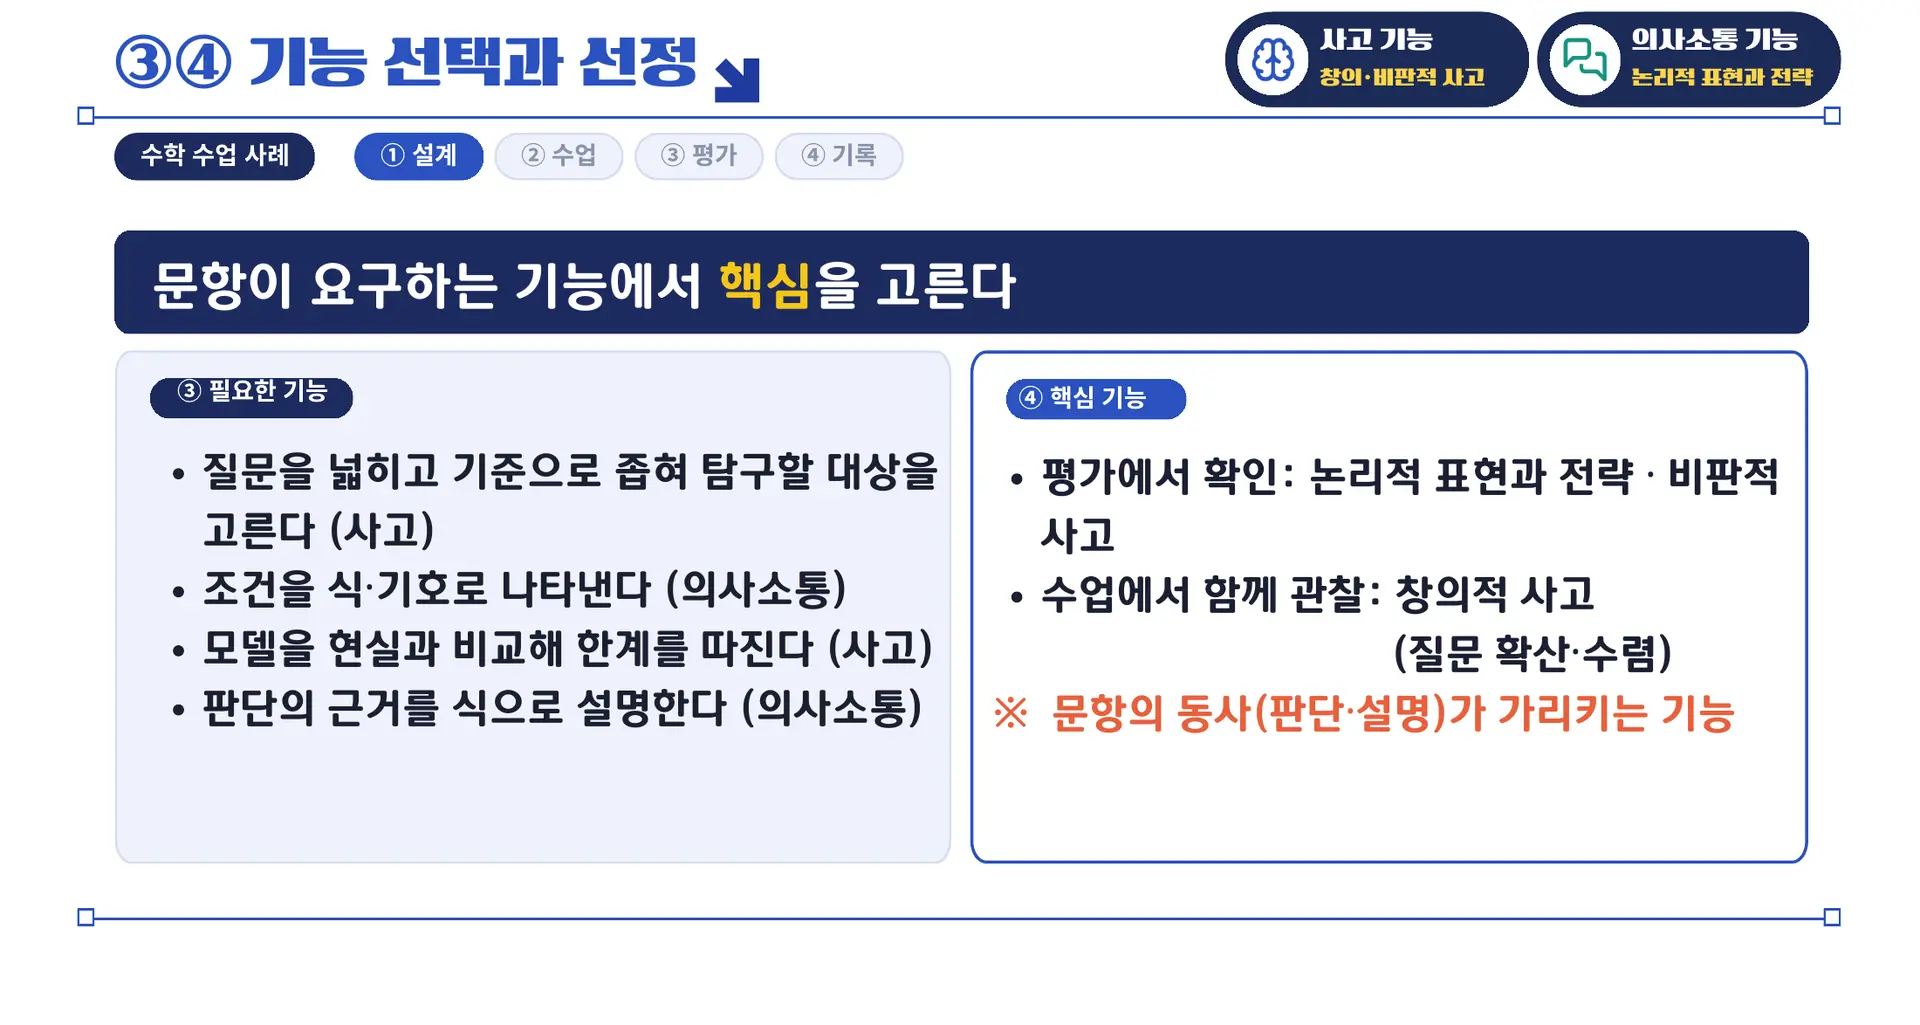 ③④ 기능 선택과 선정
사고 기능
창의·비판적 사고
의사소통 기능
논리적 표현과 전략
수학 수업 사례
① 설계
② 수업
③ 평가
④ 기록
문항이 요구하는 기능에서 핵심을 고른다
③ 필요한 기능
• 질문을 넓히고 기준으로 좁혀 탐구할 대상을
고른다 (사고)
• 조건을 식·기호로 나타낸다 (의사소통)
• 모델을 현실과 비교해 한계를 따진다 (사고)
• 판단의 근거를 식으로 설명한다 (의사소통)
④ 핵심 기능
• 평가에서 확인: 논리적 표현과 전략 · 비판적
사고
• 수업에서 함께 관찰: 창의적 사고
(질문 확산·수렴)
※ 문항의 동사(판단·설명)가 가리키는 기능